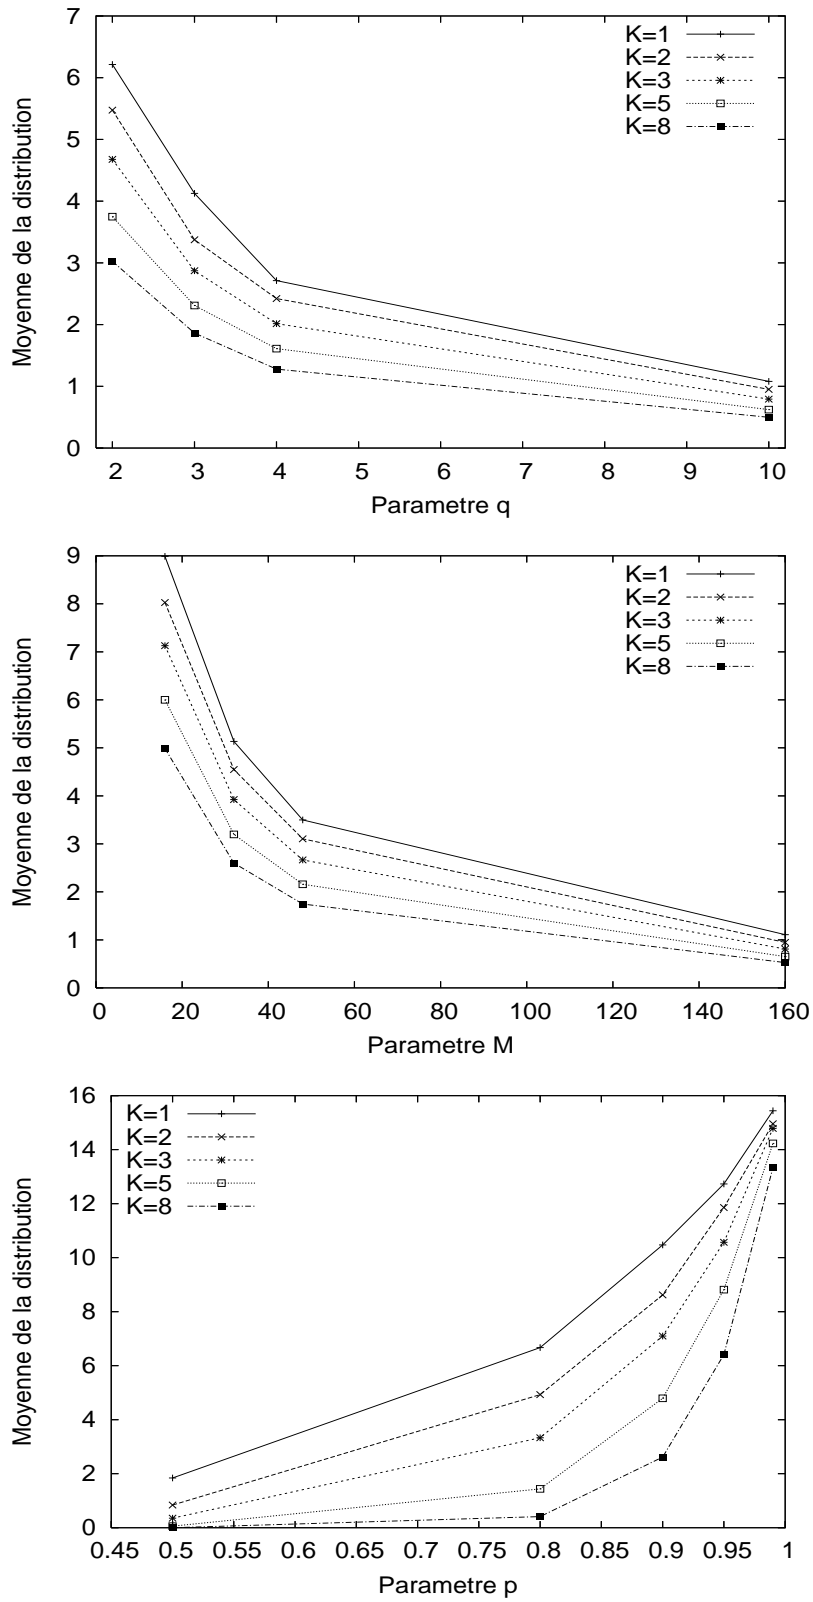 7
6
5
4
3
2
1
0
Moyenne de la distribution
K=1
K=2
K=3
K=5
K=8
2 3 4 5 6 7 8 9 10
Parametre q
9
8
7
6
5
4
3
2
1
0
Moyenne de la distribution
K=1
K=2
K=3
K=5
K=8
0 20 40 60 80 100 120 140 160
Parametre M
16
14
12
10
8
6
4
2
0
Moyenne de la distribution
K=1
K=2
K=3
K=5
K=8
0.45 0.5 0.55 0.6 0.65 0.7 0.75 0.8 0.85 0.9 0.95 1
Parametre p